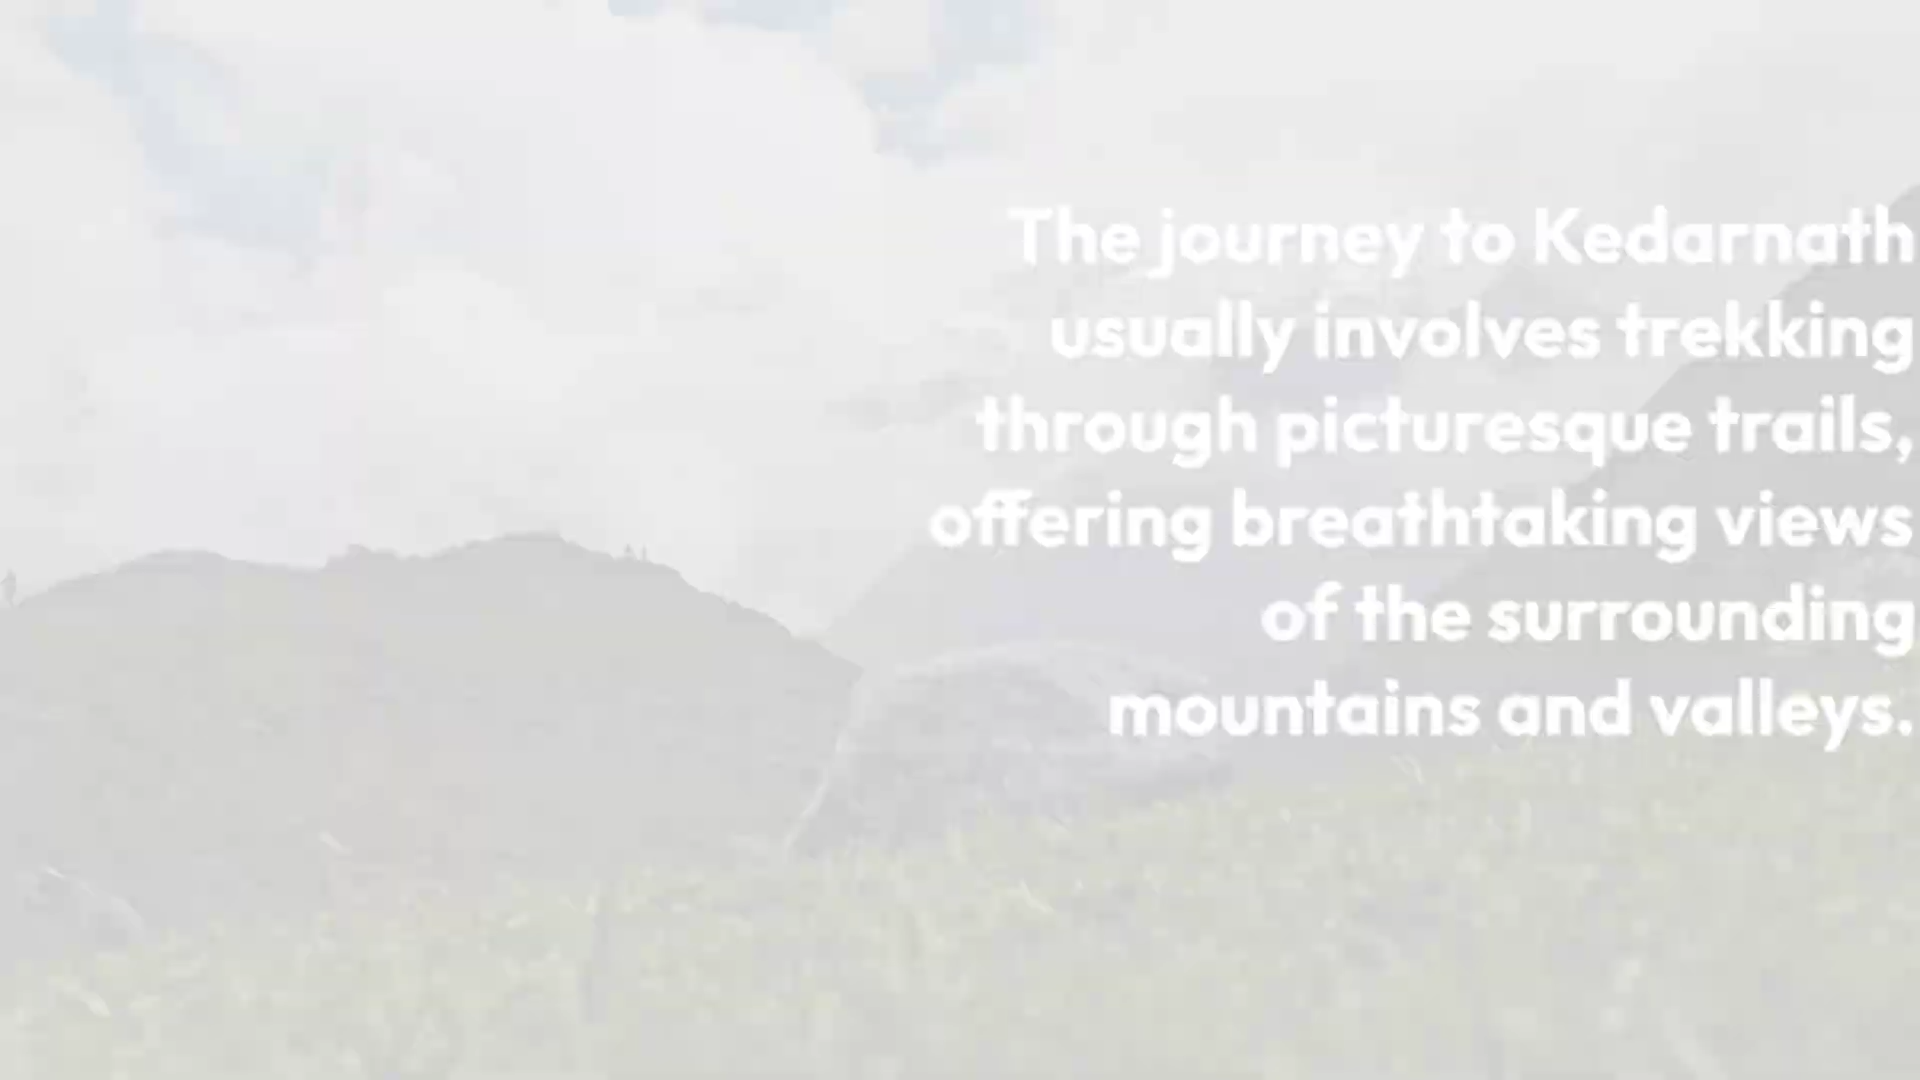 The journey to Kedarnath
usually involves trekking
through picturesque trails,
offering breathtaking views
of the surrounding
mountains and valleys.